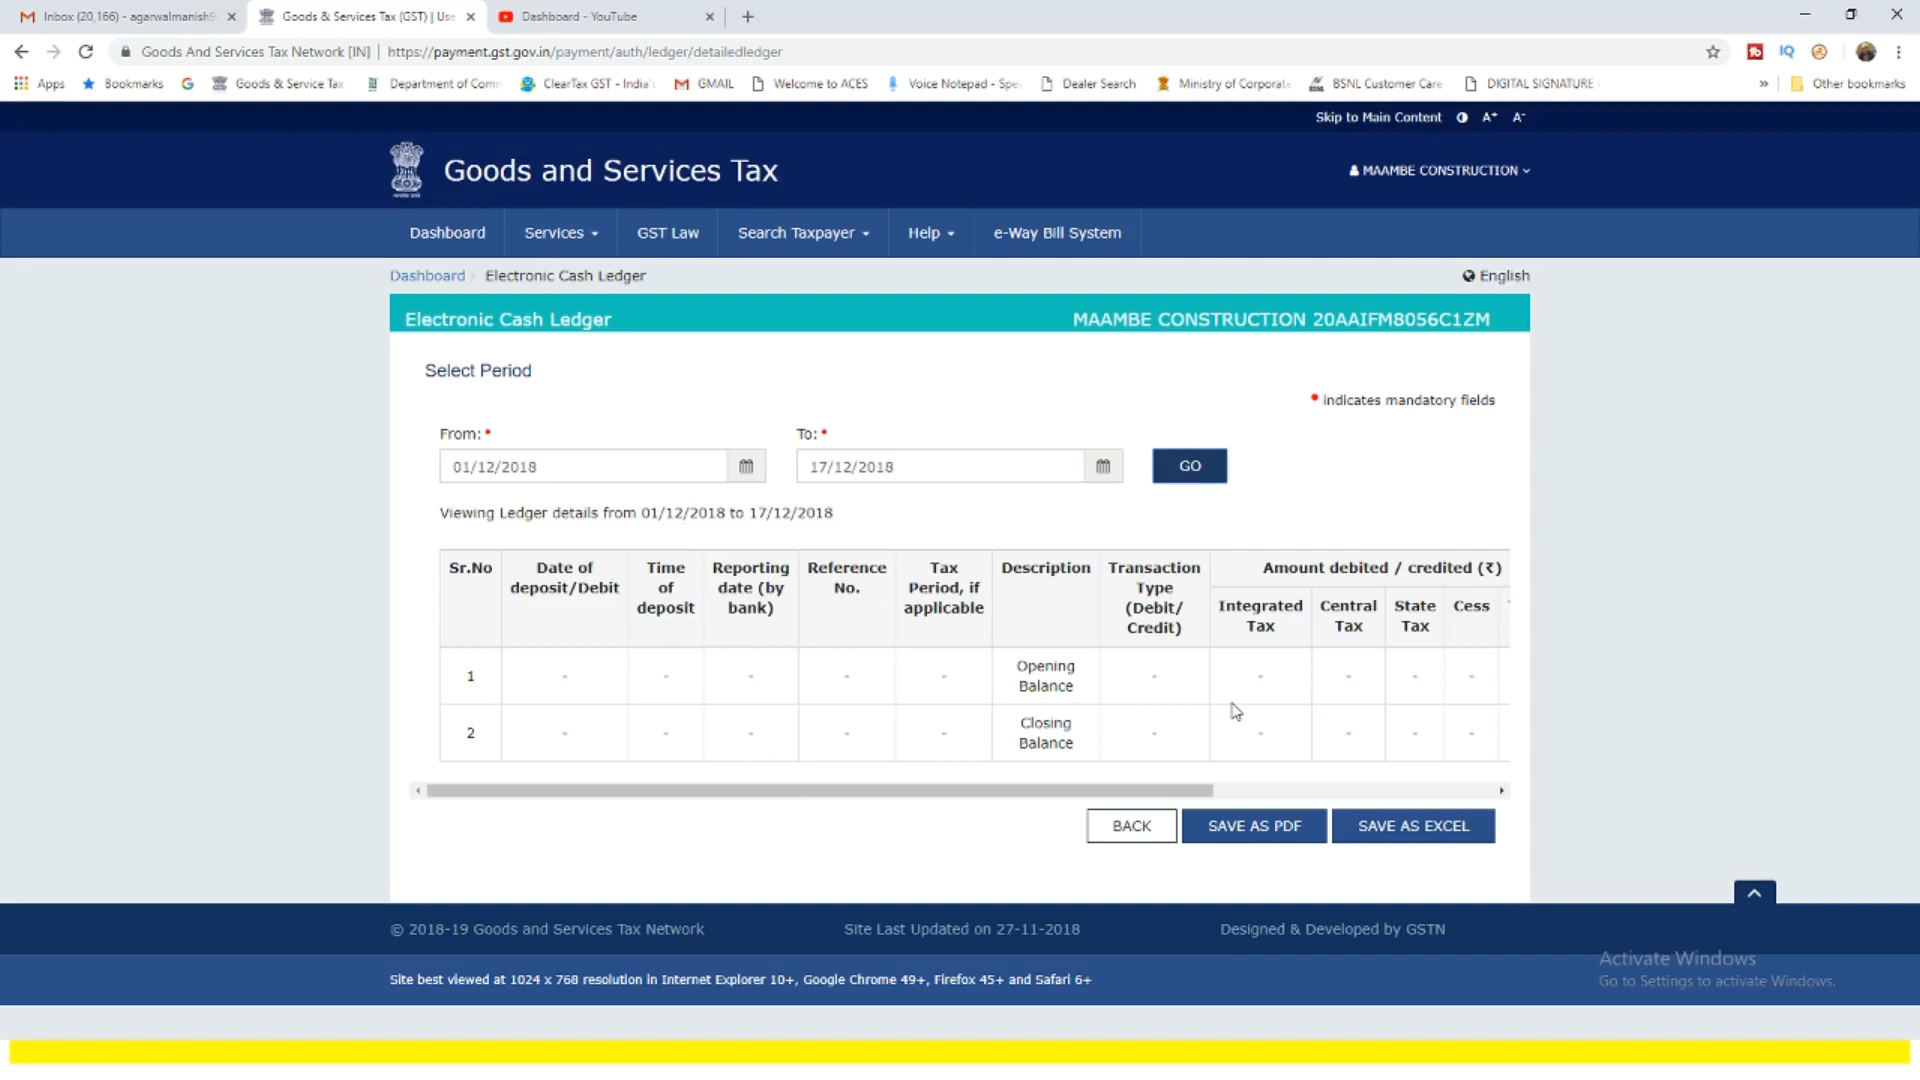 Inbox (20,166) - agarwalmanish9
Goods & Services Tax (GST) | Use
Dashboard - YouTube
Goods And Services Tax Network [IN] | https://payment.gst.gov.in/payment/auth/ledger/detailedledger
Apps Bookmarks Goods & Service Tax Department of Com ClearTax GST - India's GMAIL Welcome to ACES Voice Notepad - Spe Dealer Search Ministry of Corporate BSNL Customer Care DIGITAL SIGNATURE » Other bookmarks
Skip to Main Content A+ A-
Goods and Services Tax
MAAMBE CONSTRUCTION
Dashboard Services GST Law Search Taxpayer Help e-Way Bill System
Dashboard > Electronic Cash Ledger English
Electronic Cash Ledger MAAMBE CONSTRUCTION 20AAIFM8056C1ZM
Select Period
• indicates mandatory fields
From: • To: •
01/12/2018 17/12/2018 GO
Viewing Ledger details from 01/12/2018 to 17/12/2018
Sr.No Date of deposit/Debit Time of deposit Reporting date (by bank) Reference No. Tax Period, if applicable Description Transaction Type (Debit/ Credit) Amount debited / credited (₹)
Integrated Tax Central Tax State Tax Cess
1 - - - - - Opening Balance - - - - -
2 - - - - - Closing Balance - - - - -
BACK SAVE AS PDF SAVE AS EXCEL
© 2018-19 Goods and Services Tax Network Site Last Updated on 27-11-2018 Designed & Developed by GSTN
Activate Windows
Site best viewed at 1024 x 768 resolution in Internet Explorer 10+, Google Chrome 49+, Firefox 45+ and Safari 6+
Go to Settings to activate Windows.